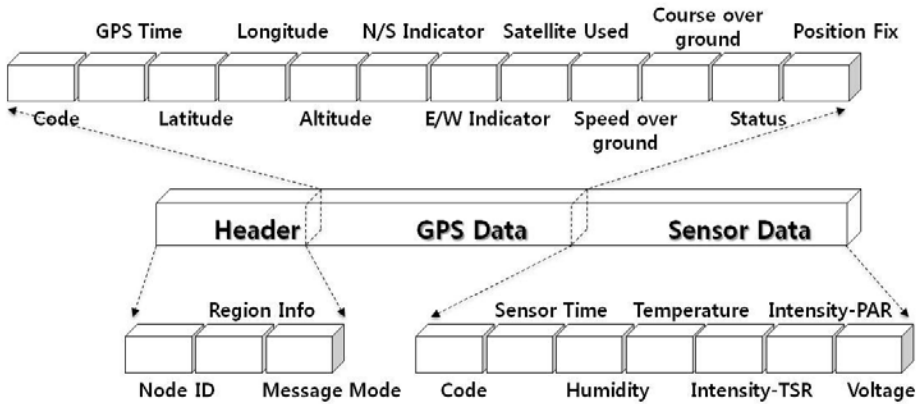 GPS Time Longitude N/S Indicator Satellite Used Course over ground Position Fix
Code Latitude Altitude E/W Indicator Speed over ground Status
Header GPS Data Sensor Data
Region Info
Node ID Message Mode
Sensor Time Temperature Intensity-PAR
Code Humidity Intensity-TSR Voltage